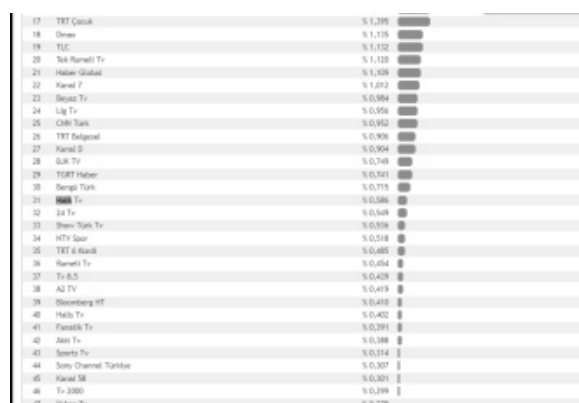 17 TRT Çocuk % 1,295
18 Dmax % 1,135
19 TLC % 1,132
20 Tek Rumeli Tv % 1,120
21 Haber Global % 1,109
22 Kanal 7 % 1,012
23 Beyaz Tv % 0,984
24 Lig Tv % 0,956
25 CNN Türk % 0,952
26 TRT Belgesel % 0,906
27 Kanal D % 0,904
28 TV % 0,749
29 TGRT Haber % 0,741
30 Bengü Türk % 0,715
31 Halk Tv % 0,586
32 24 Tv % 0,549
33 Show Türk Tv % 0,536
34 NTV Spor % 0,518
35 TRT 6 Kurdi % 0,485
36 Rumeli Tv % 0,454
37 Tv 8.5 % 0,439
38 A2 TV % 0,419
39 Bloomberg HT % 0,410
40 Tv % 0,402
41 Fanatik Tv % 0,391
42 Akit Tv % 0,388
43 Sports Tv % 0,314
44 Sony Channel Türkiye % 0,307
45 Kanal 58 % 0,301
46 Tv 2000 % 0,299